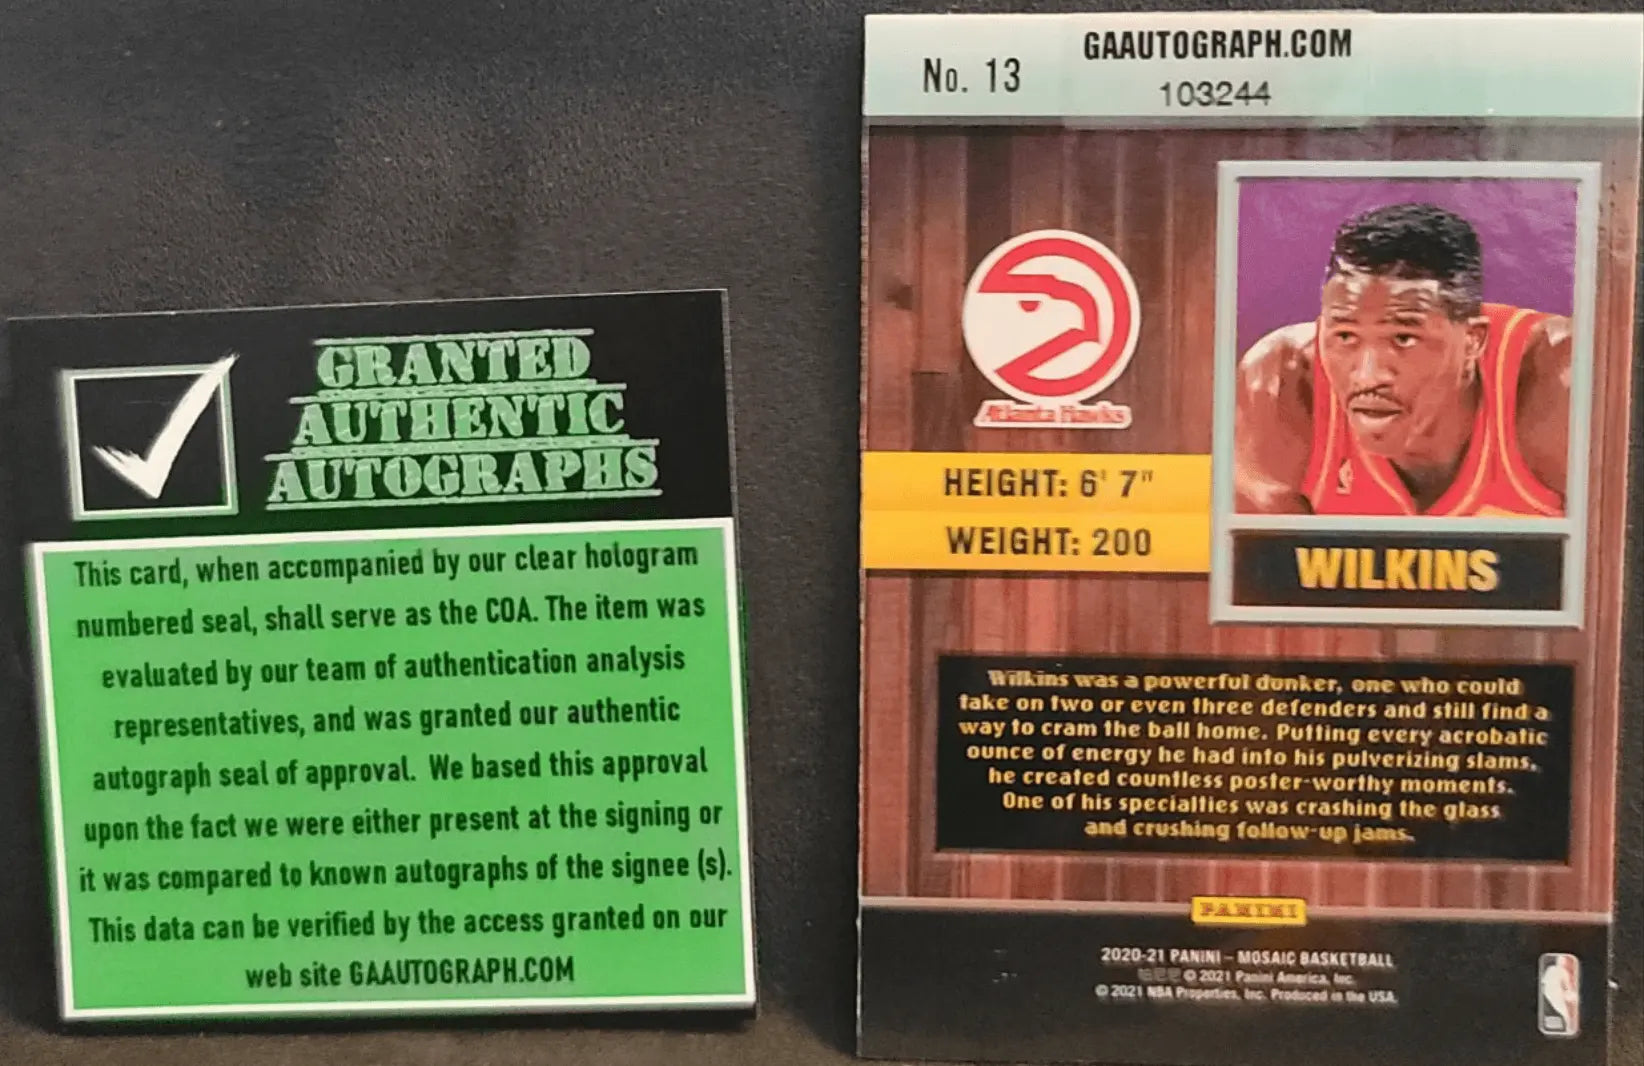 GRANTED
AUTHENTIC
AUTOGRAPHS
This card, when accompanied by our clear hologram
numbered seal, shall serve as the COA. The item was
evaluated by our team of authentication analysis
representatives, and was granted our authentic
autograph seal of approval. We based this approval
upon the fact we were either present at the signing or
it was compared to known autographs of the signee (s).
This data can be verified by the access granted on our
web site GAAUTOGRAPH.COM
GAAUTOGRAPH.COM
No. 13
103244
Atlanta Hawks
HEIGHT: 6' 7"
WEIGHT: 200
WILKINS
Wilkins was a powerful dunker, one who could
take on two or even three defenders and still find a
way to cram the ball home. Putting every acrobatic
ounce of energy he had into his pulverizing slams,
he created countless poster-worthy moments.
One of his specialties was crashing the glass
and crushing follow-up jams.
PANINI
2020-21 PANINI – MOSAIC BASKETBALL
© 2021 Panini America, Inc.
© 2021 NBA Properties, Inc. Produced in the USA.